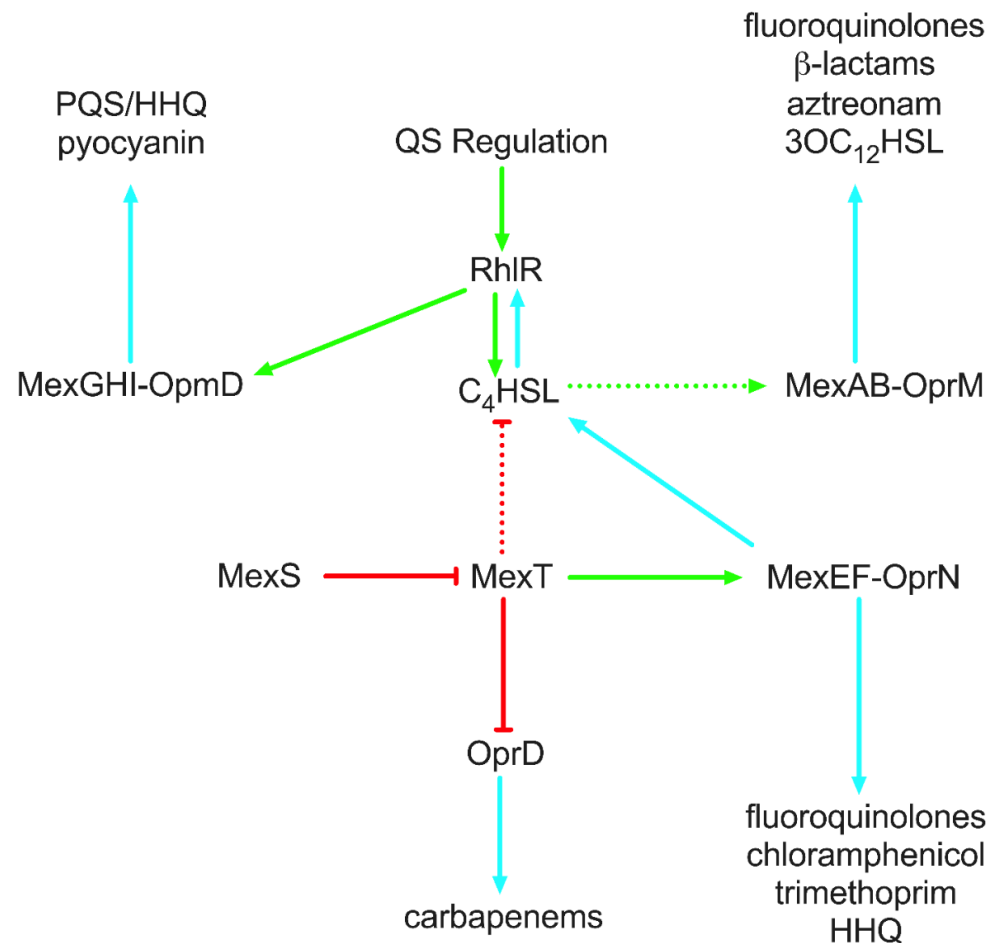 fluoroquinolones
β-lactams
aztreonam
3OC₁₂HSL
PQS/HHQ
pyocyanin
QS Regulation
RhlR
MexGHI-OpmD
C₄HSL
MexAB-OprM
MexS
MexT
MexEF-OprN
OprD
carbapenems
fluoroquinolones
chloramphenicol
trimethoprim
HHQ